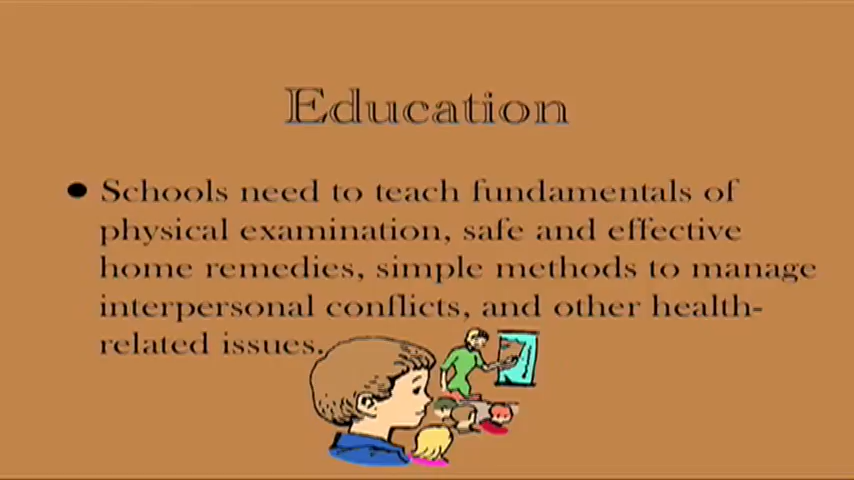 Education
• Schools need to teach fundamentals of
physical examination, safe and effective
home remedies, simple methods to manage
interpersonal conflicts, and other health-
related issues.